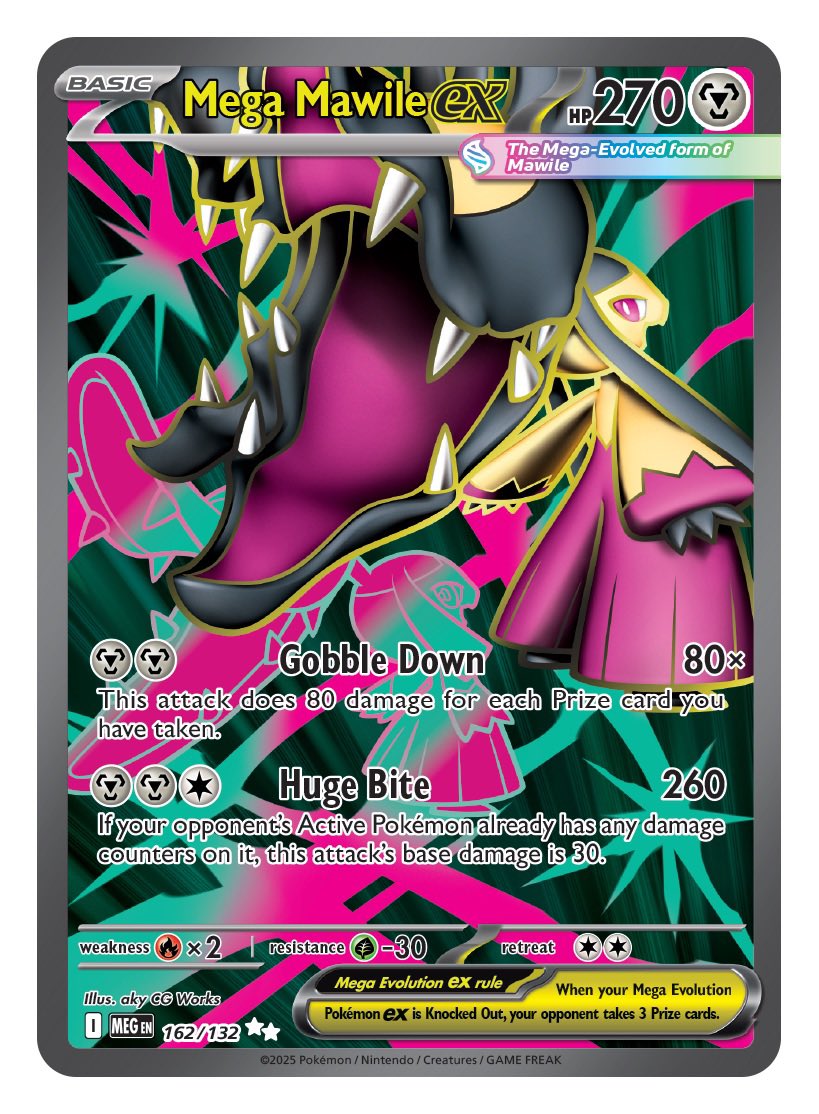 BASIC Mega Mawile ex HP 270
The Mega-Evolved form of
Mawile
Gobble Down 80×
This attack does 80 damage for each Prize card you
have taken.
Huge Bite 260
If your opponent's Active Pokémon already has any damage
counters on it, this attack's base damage is 30.
weakness ×2 resistance -30 retreat
Mega Evolution ex rule When your Mega Evolution
Pokémon ex is Knocked Out, your opponent takes 3 Prize cards.
Illus. aky CG Works
I MEG EN 162/132
©2025 Pokémon / Nintendo / Creatures / GAME FREAK